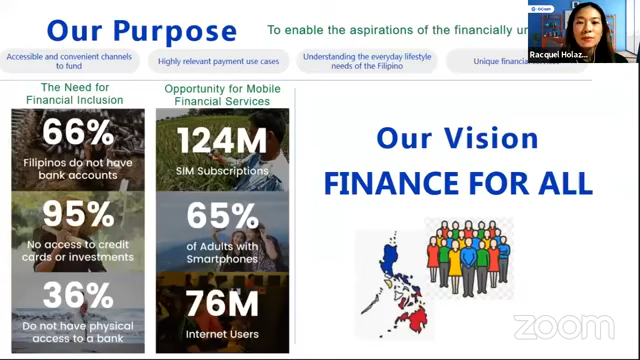 Our Purpose
To enable the aspirations of the financially
GCash
Racquel Holaz...
Accessible and convenient channels
to fund
Highly relevant payment use cases
Understanding the everyday lifestyle
needs of the Filipino
Unique
The Need for
Financial Inclusion
66%
Filipinos do not have
bank accounts
95%
No access to credit
cards or investments
36%
Do not have physical
access to a bank
Opportunity for Mobile
Financial Services
124M
SIM Subscriptions
65%
of Adults with
Smartphones
76M
Internet Users
Our Vision
FINANCE FOR ALL
zoom